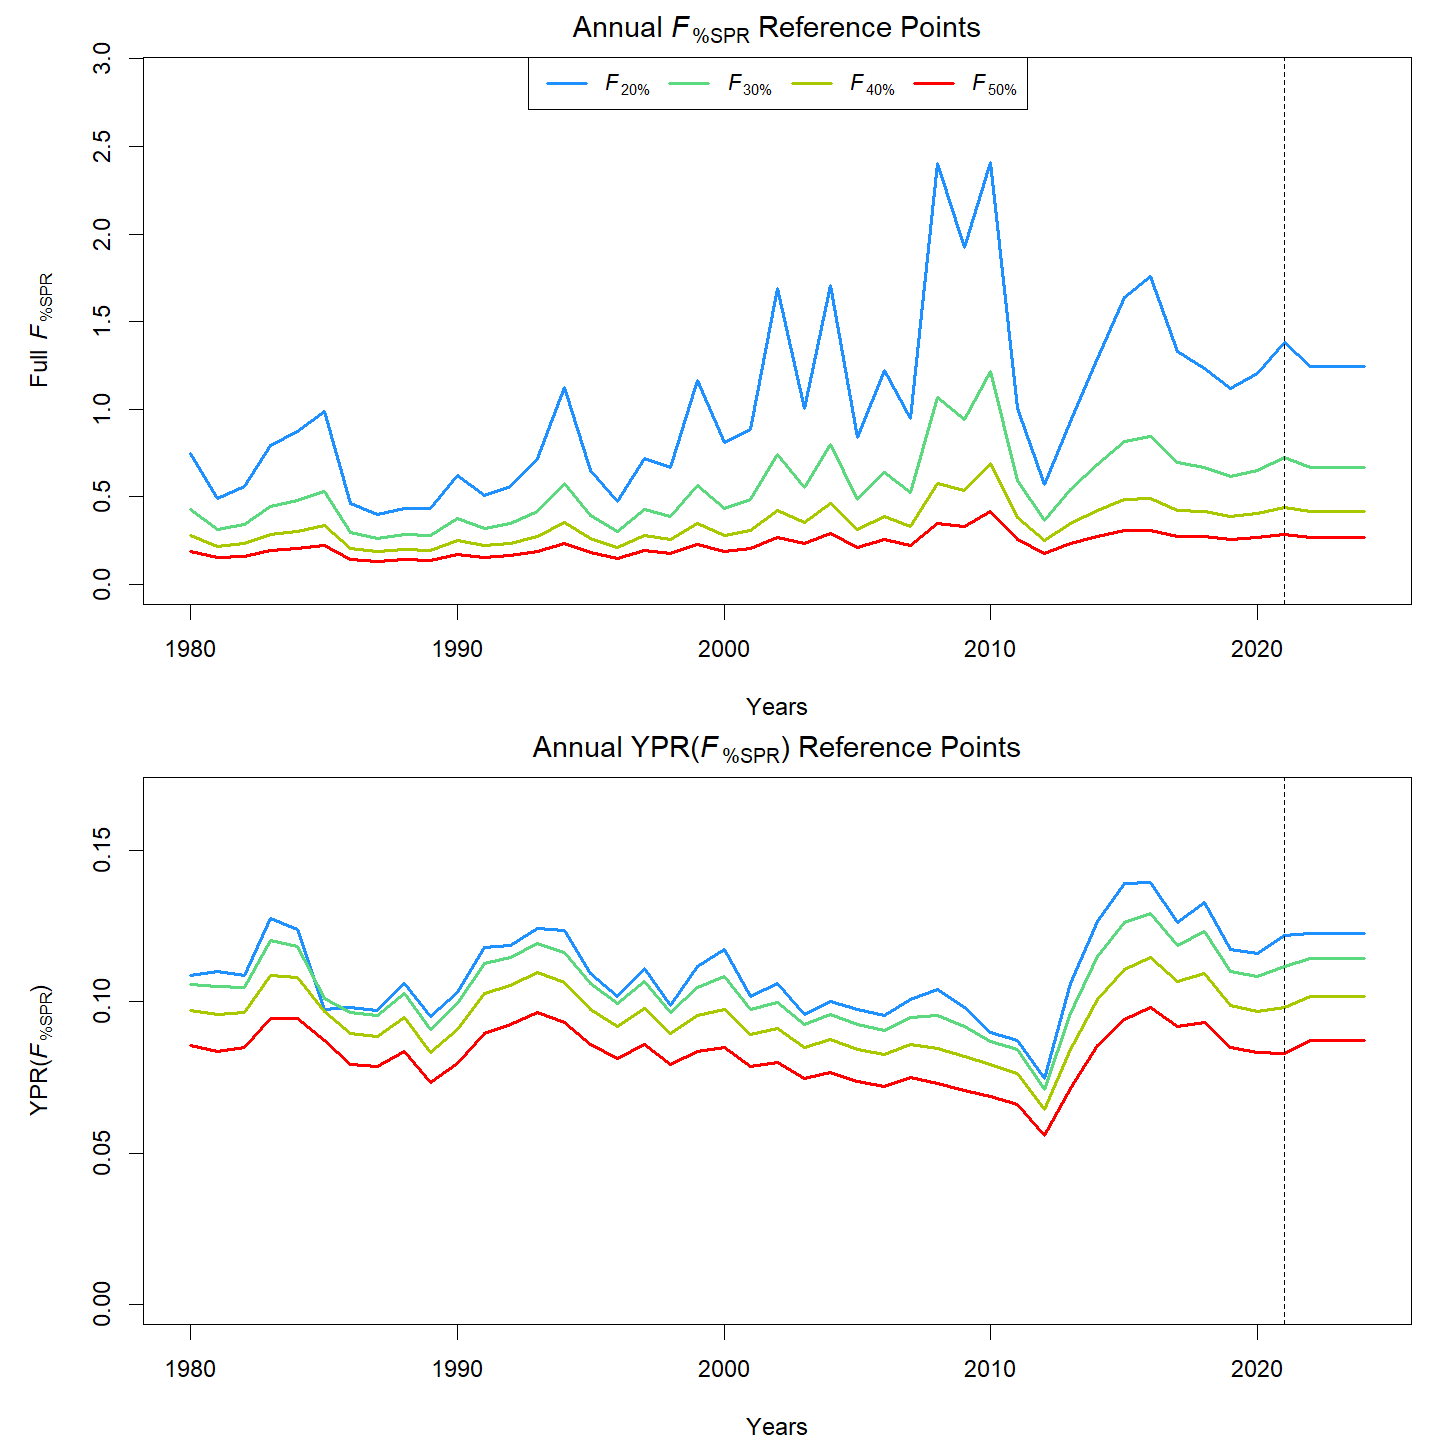 Annual F%SPR Reference Points
3.0
F20% F30% F40% F50%
2.5
2.0
1.5
1.0
0.5
0.0
Full F%SPR
1980 1990 2000 2010 2020
Years
Annual YPR(F%SPR) Reference Points
0.15
0.10
0.05
0.00
YPR(F%SPR)
1980 1990 2000 2010 2020
Years